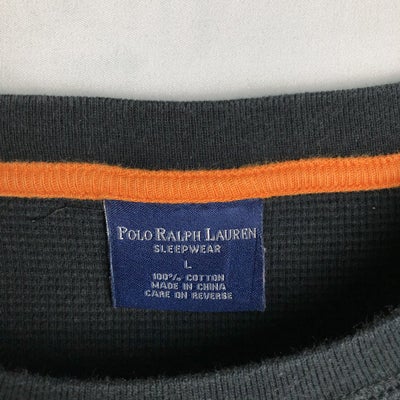 POLO RALPH LAUREN
SLEEPWEAR
L
100% COTTON
MADE IN CHINA
CARE ON REVERSE